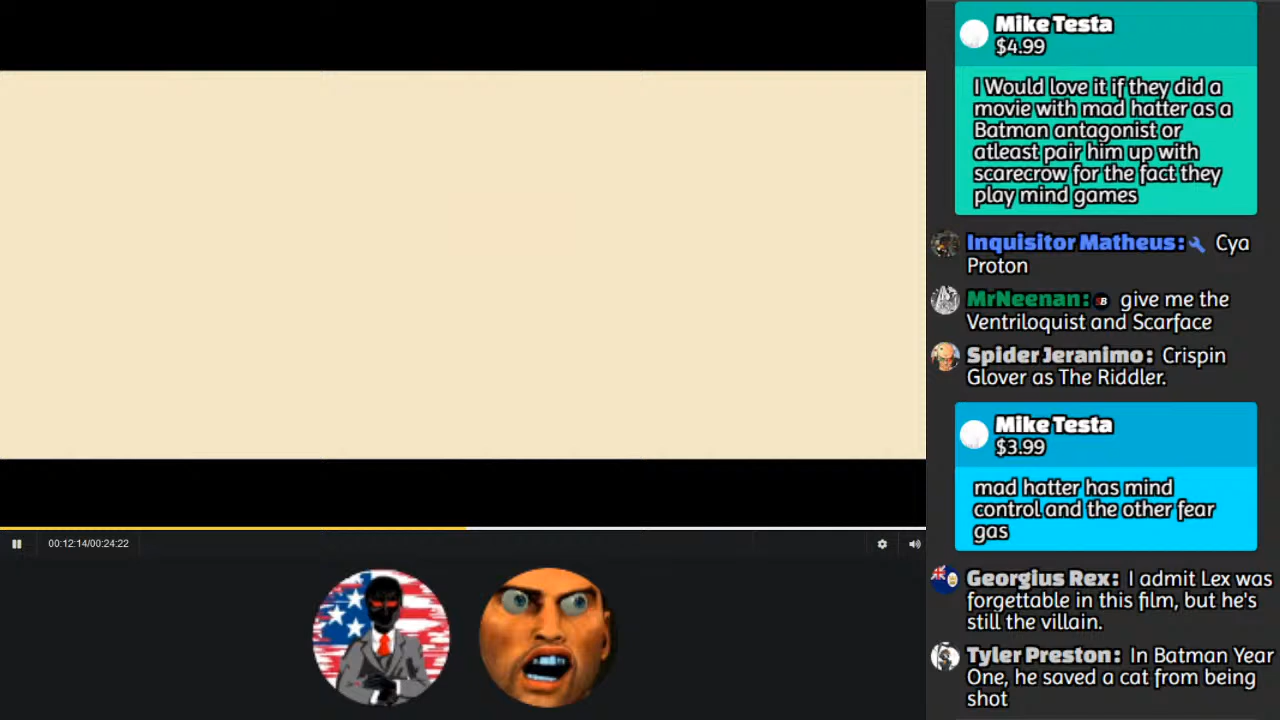 Mike Testa
$4.99
I Would love it if they did a
movie with mad hatter as a
Batman antagonist or
atleast pair him up with
scarecrow for the fact they
play mind games
Inquisitor Matheus: Cya
Proton
MrNeenan: SB give me the
Ventriloquist and Scarface
Spider Jeranimo: Crispin
Glover as The Riddler.
Mike Testa
$3.99
mad hatter has mind
control and the other fear
gas
Georgius Rex: I admit Lex was
forgettable in this film, but he's
still the villain.
Tyler Preston: In Batman Year
One, he saved a cat from being
shot
00:12:14/00:24:22